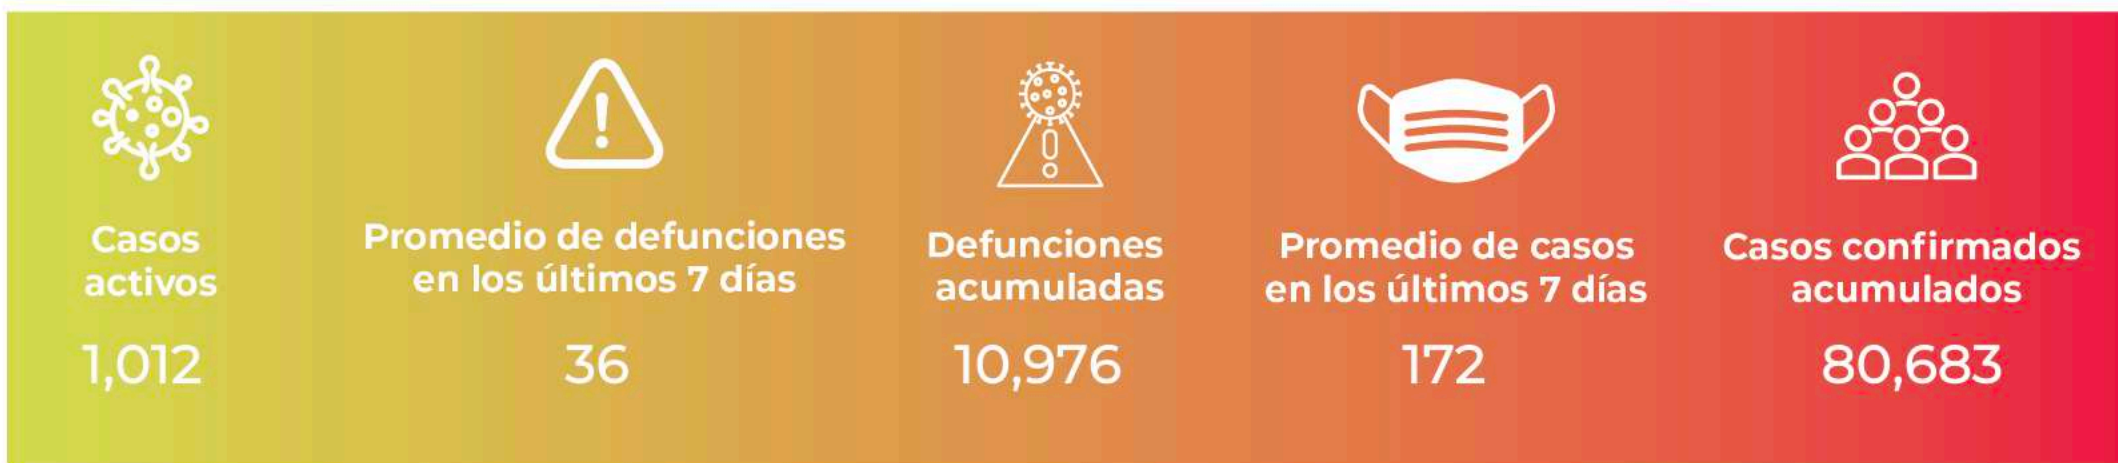 Casos
activos
1,012
Promedio de defunciones
en los últimos 7 días
36
Defunciones
acumuladas
10,976
Promedio de casos
en los últimos 7 días
172
Casos confirmados
acumulados
80,683